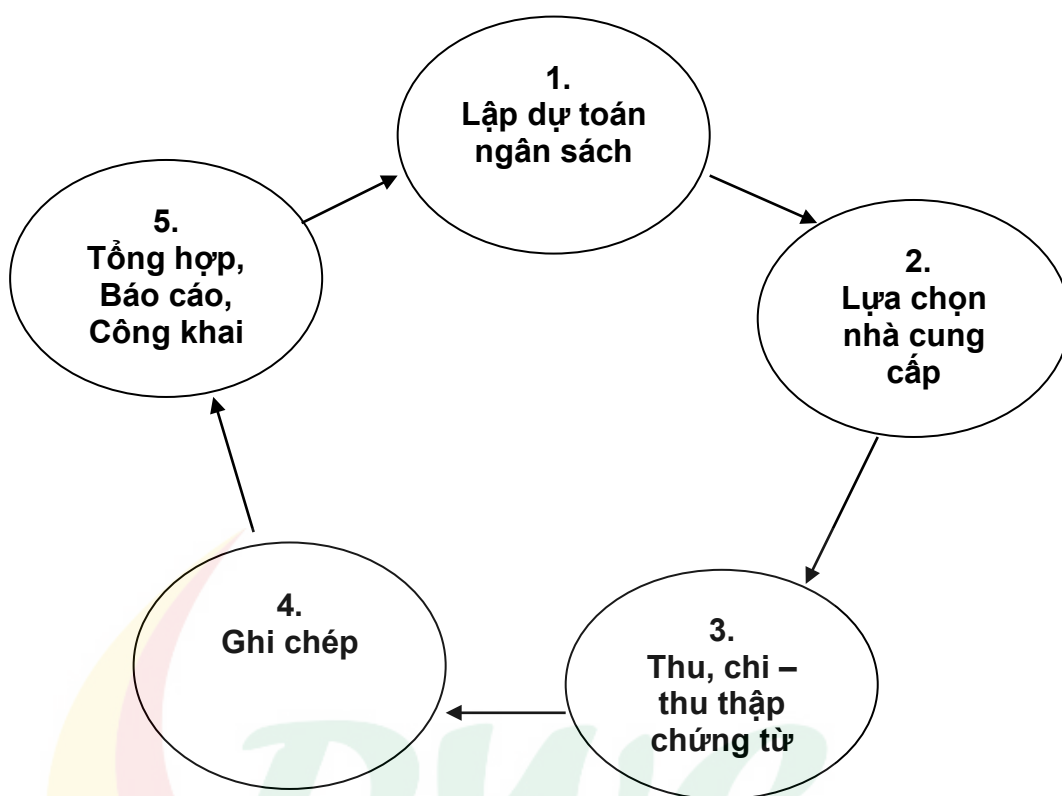 1.
Lập dự toán
ngân sách
2.
Lựa chọn
nhà cung
cấp
3.
Thu, chi –
thu thập
chứng từ
4.
Ghi chép
5.
Tổng hợp,
Báo cáo,
Công khai